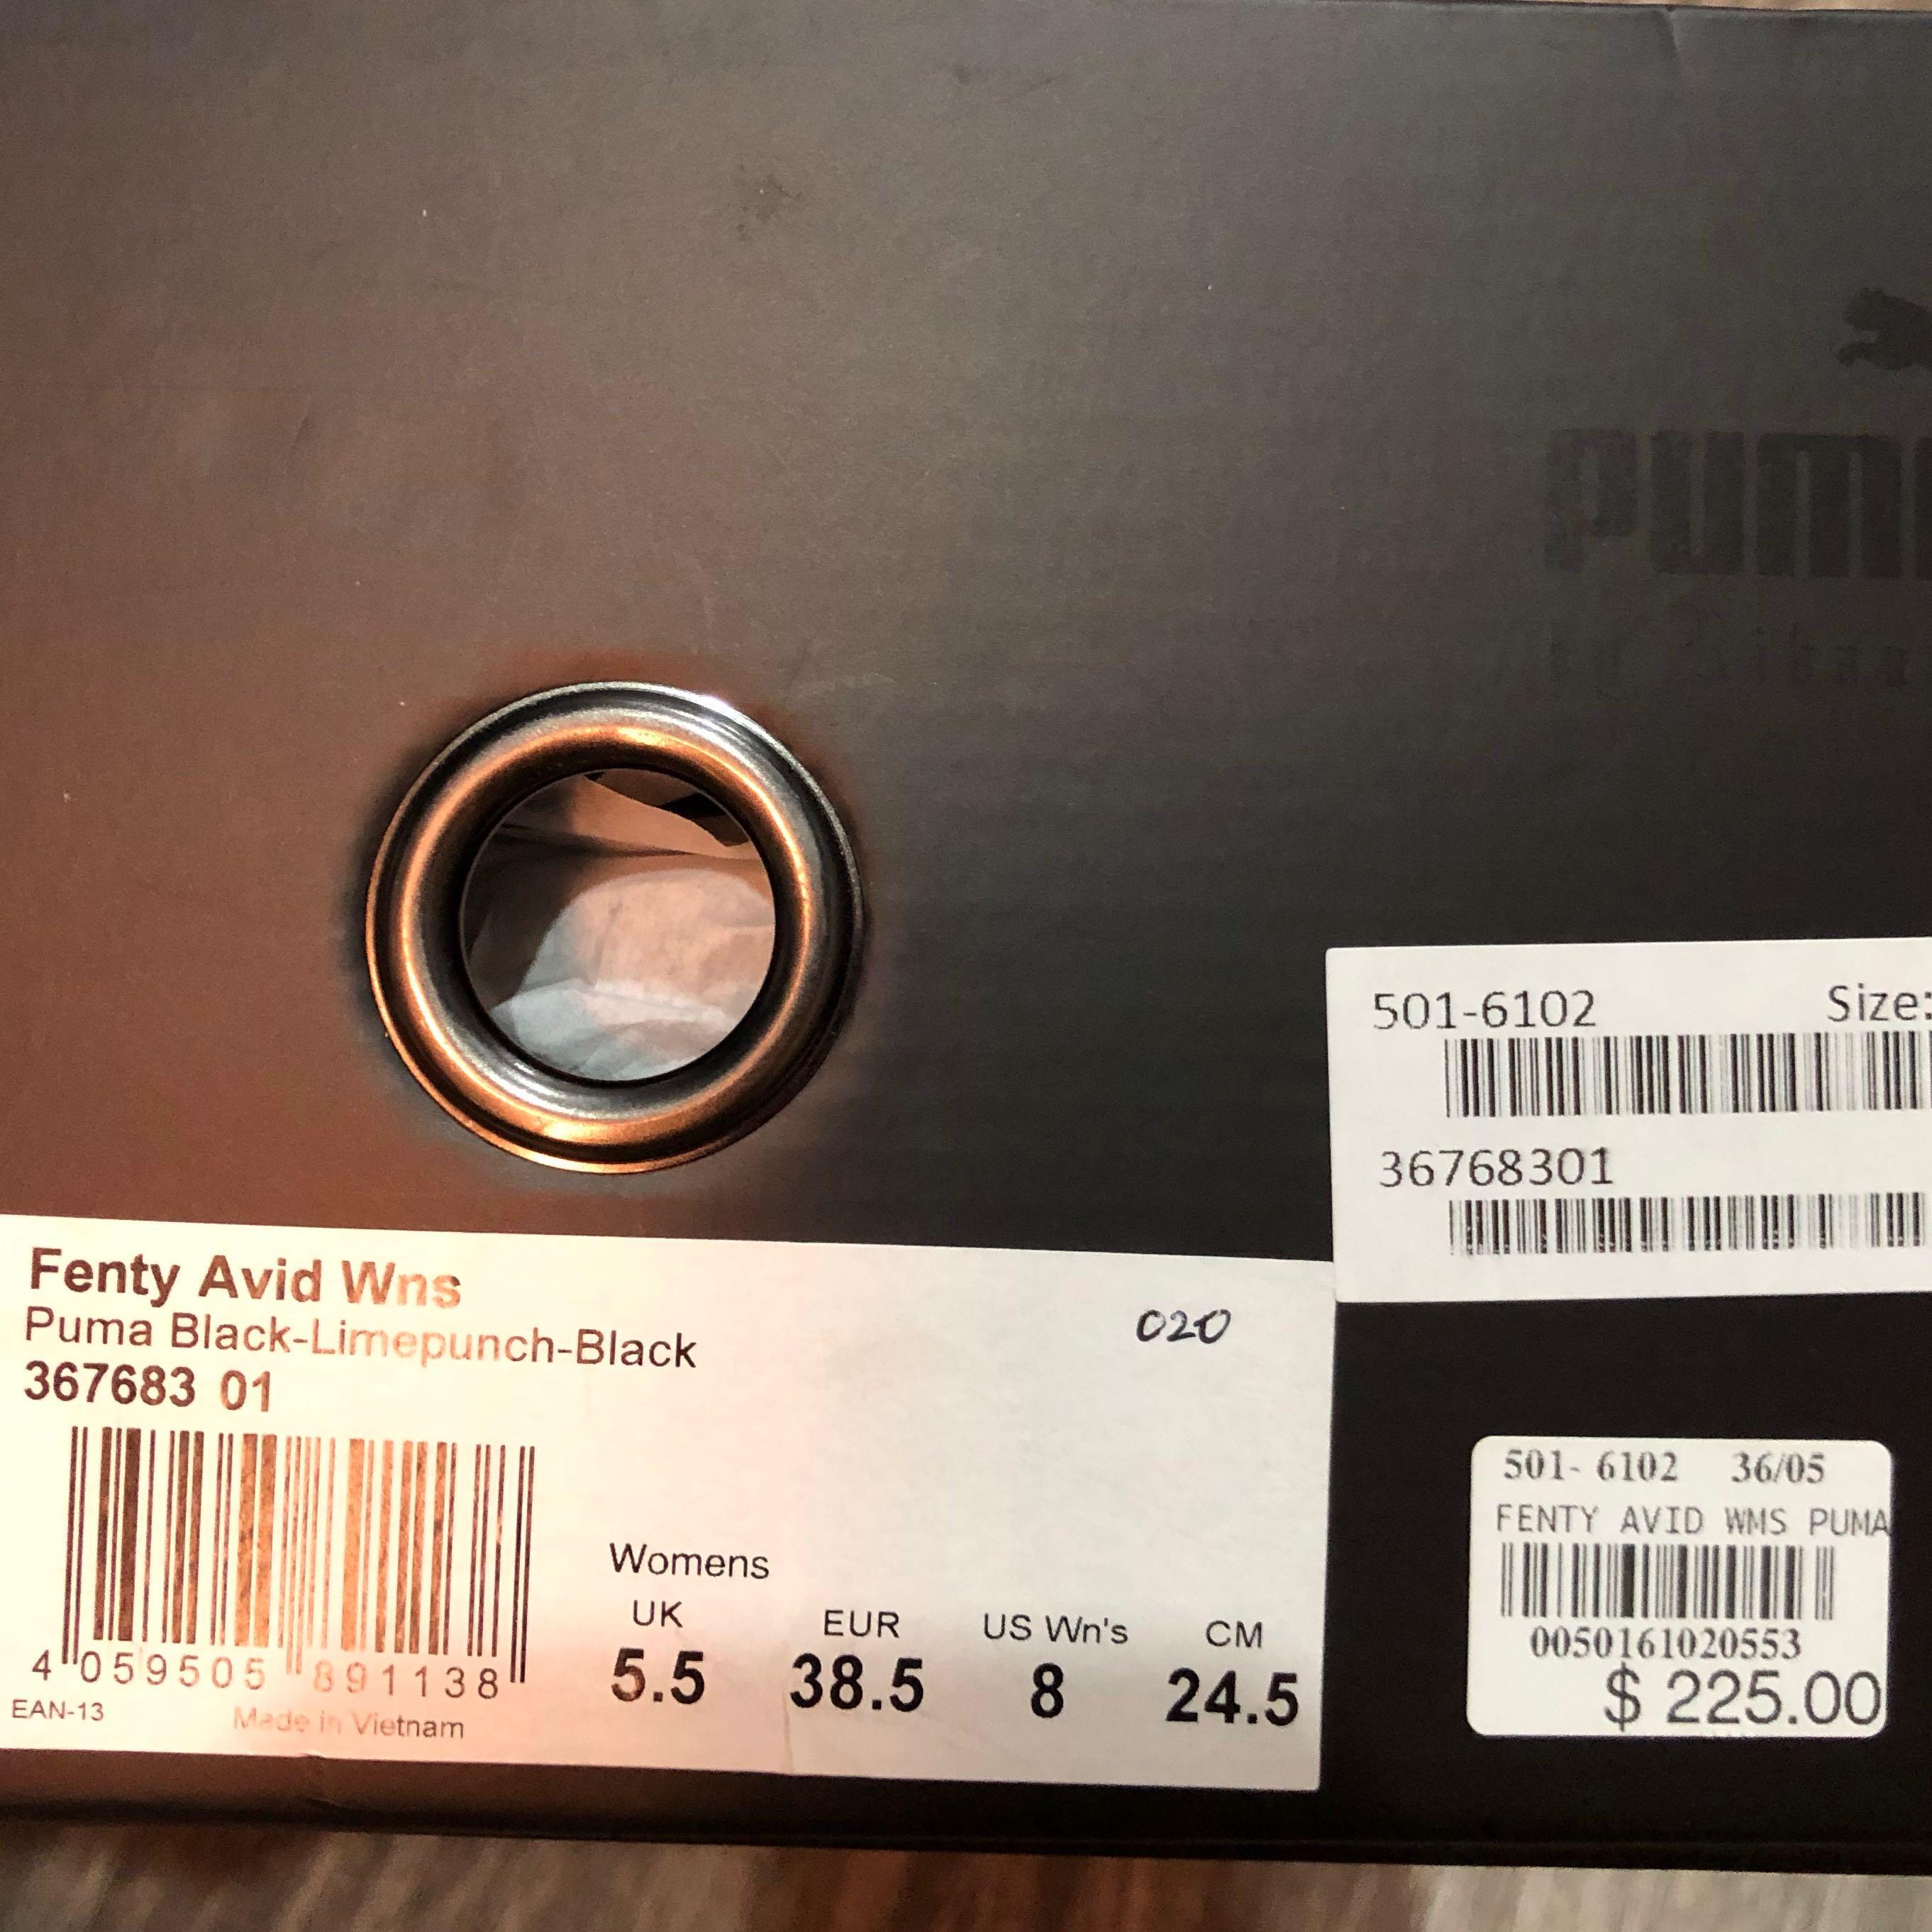 PUMA
501-6102 Size:
36768301
Fenty Avid Wns
Puma Black-Limepunch-Black
367683 01
020
4 059505 891138
EAN-13
Made in Vietnam
Womens
UK EUR US Wn's CM
5.5 38.5 8 24.5
501- 6102 36/05
FENTY AVID WMS PUMA
0050161020553
$ 225.00